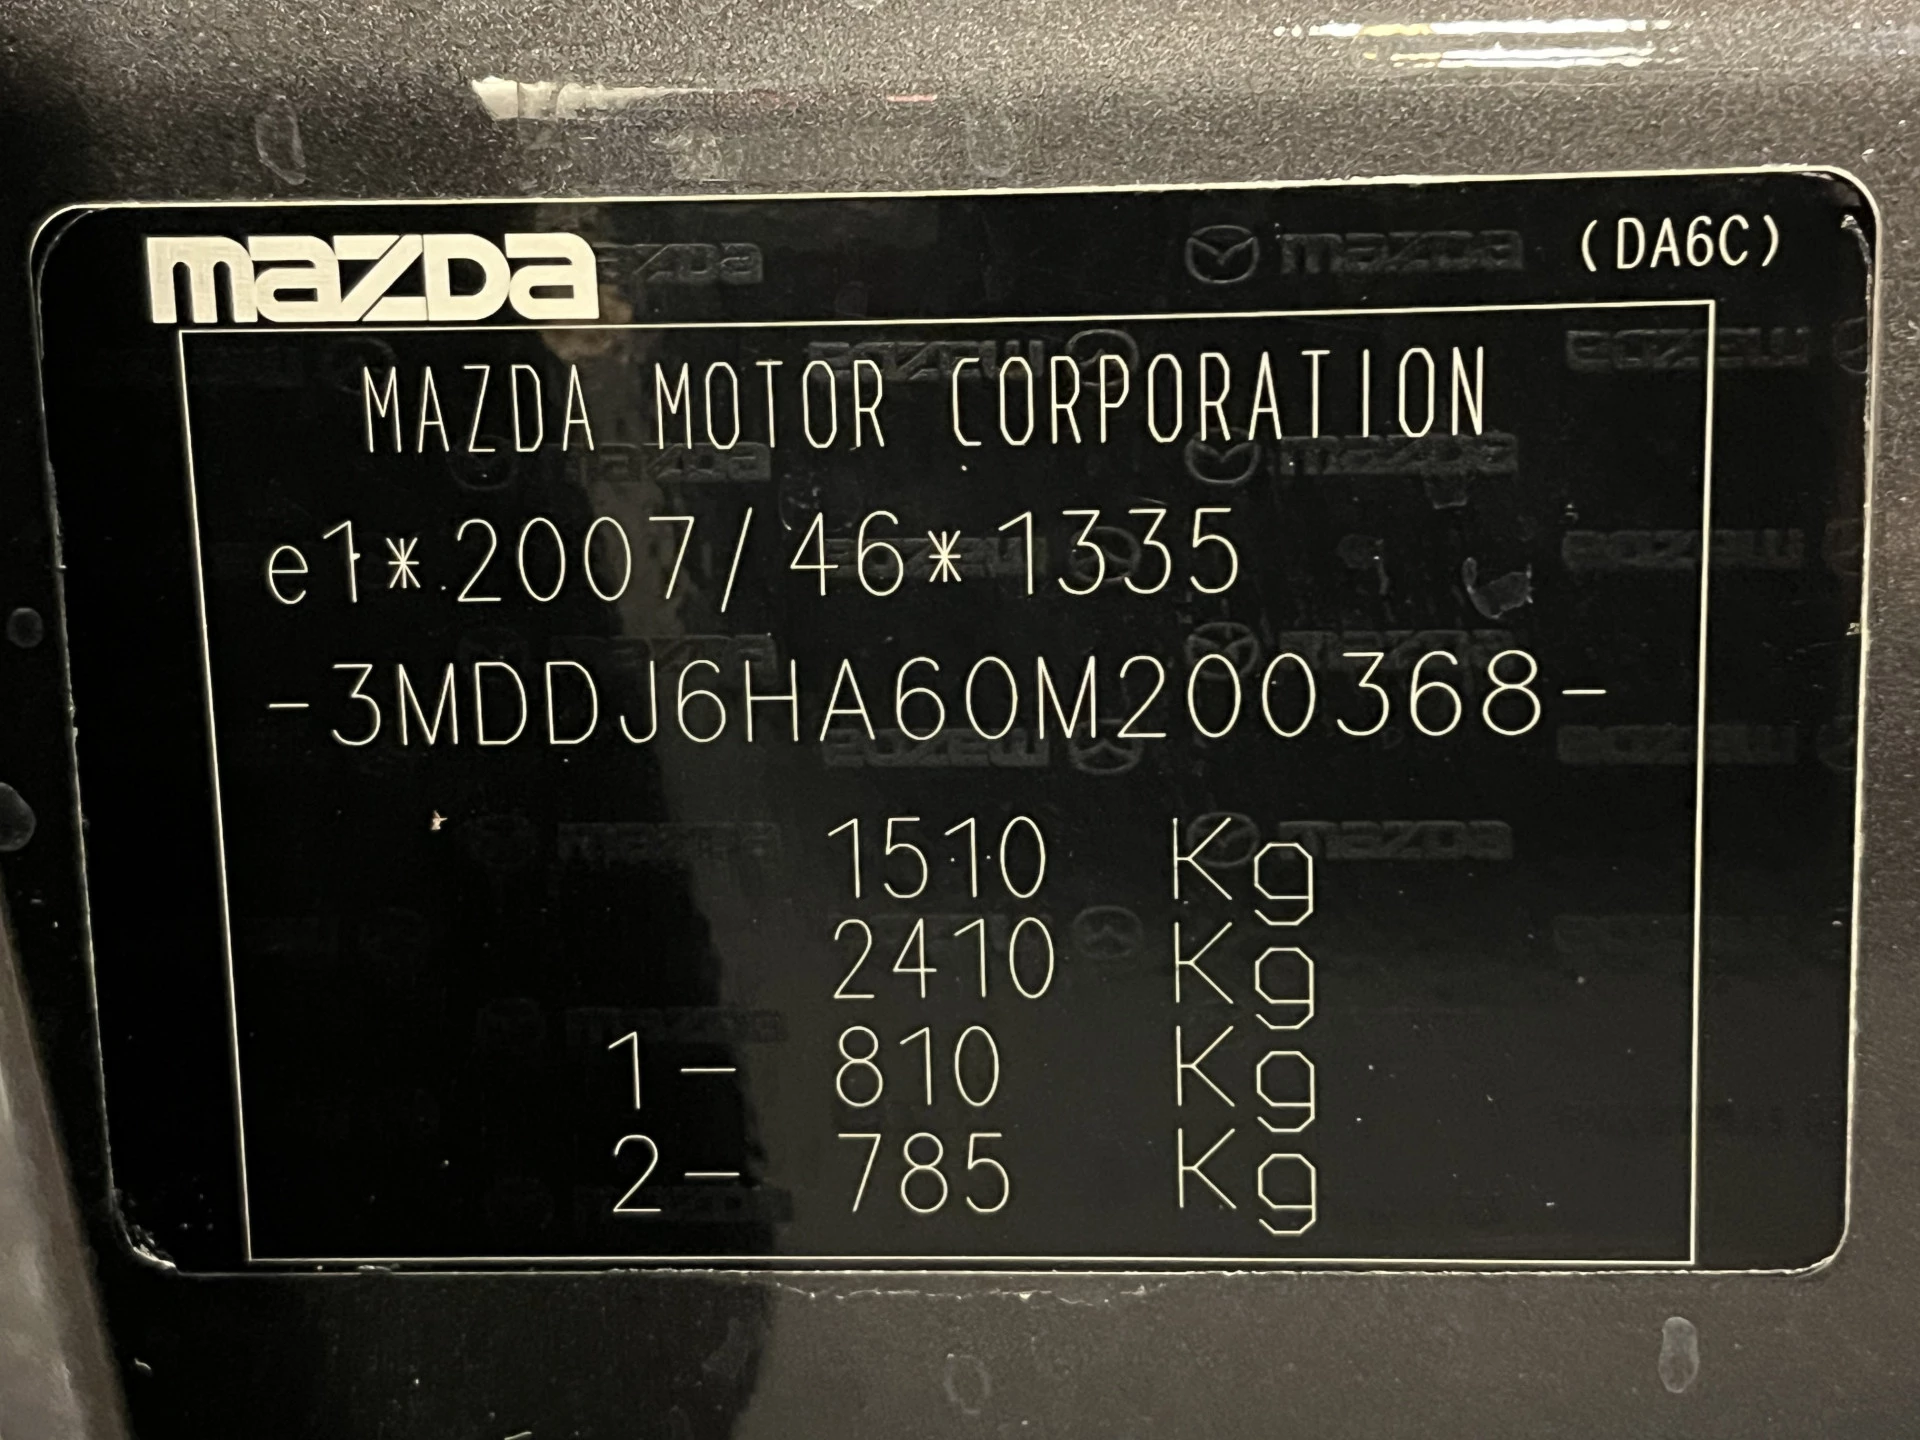 mazda (DA6C)
MAZDA MOTOR CORPORATION
e1*2007/46*1335
-3MDDJ6HA60M200368-
1510 Kg
2410 Kg
1- 810 Kg
2- 785 Kg